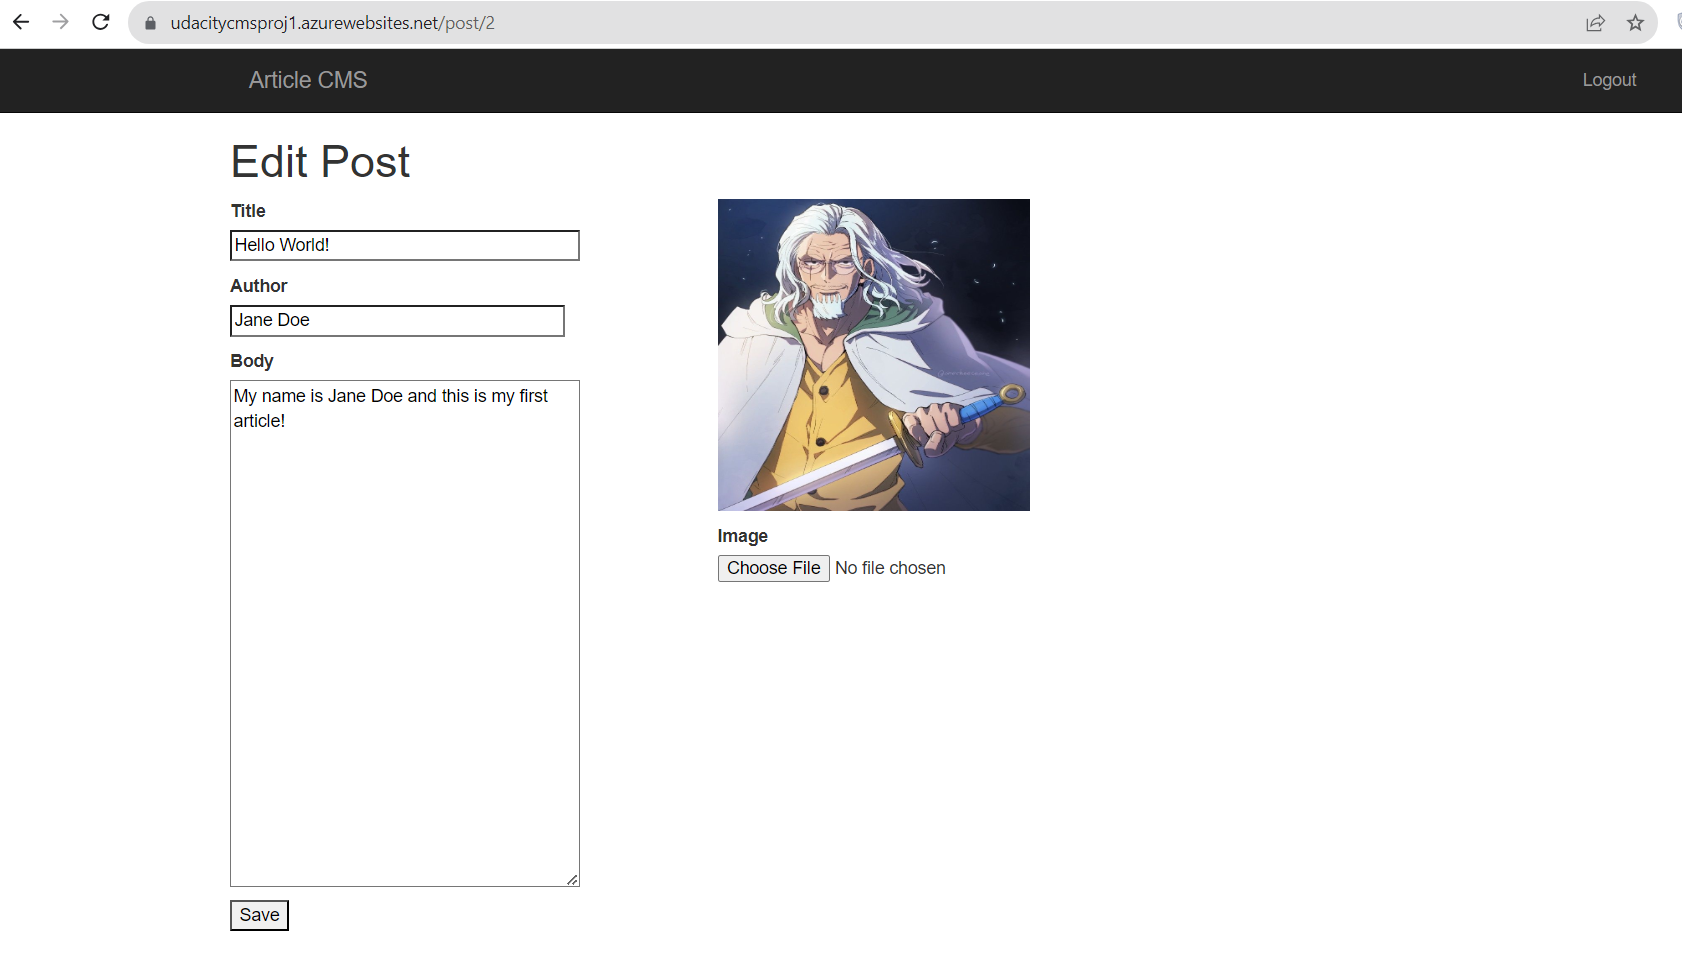 udacitycmsproj1.azurewebsites.net/post/2
Article CMS
Logout
Edit Post
Title
Hello World!
Author
Jane Doe
Body
My name is Jane Doe and this is my first
article!
Image
Choose File No file chosen
Save